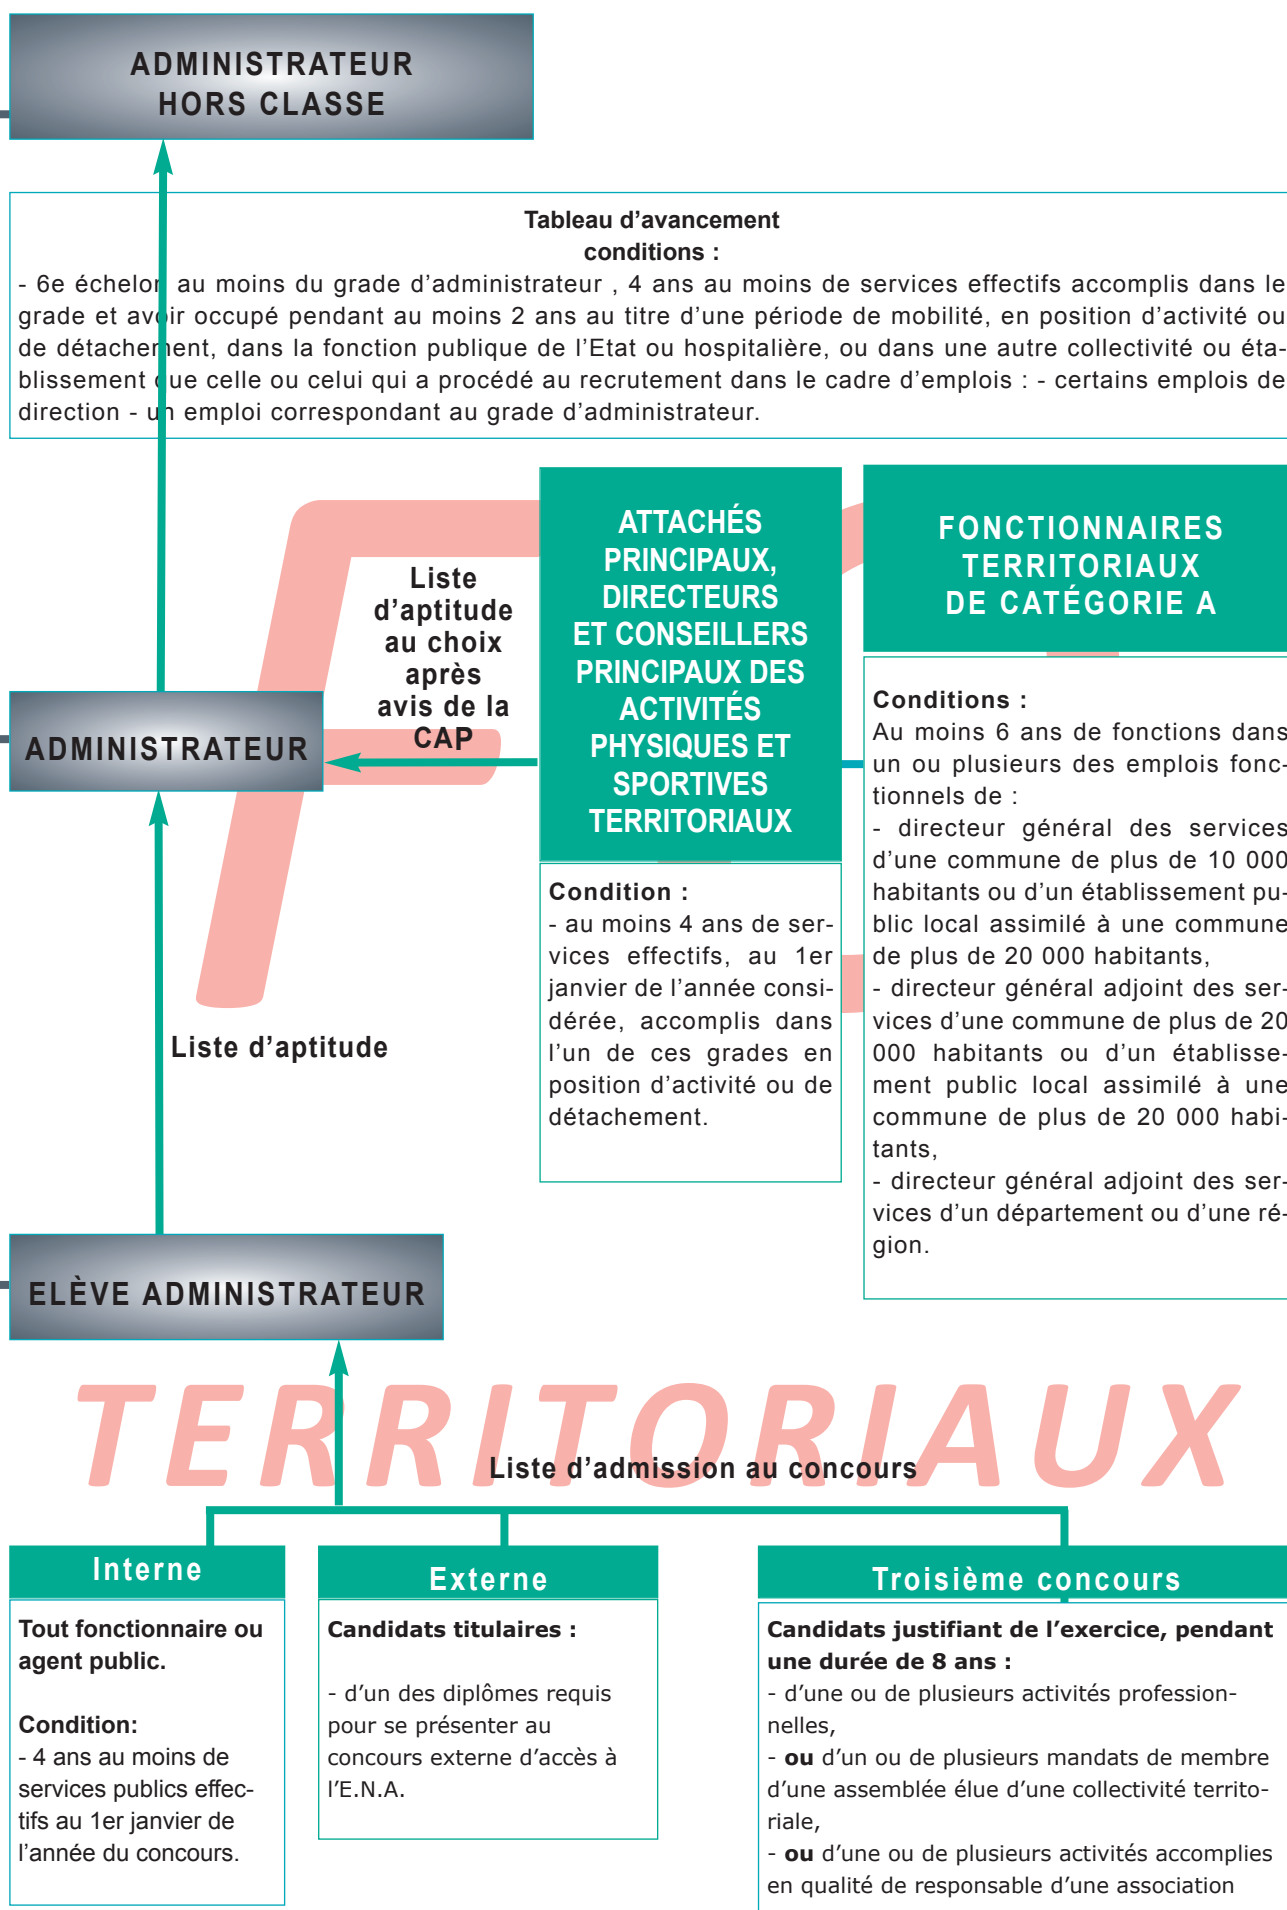 ADMINISTRATEUR
HORS CLASSE
Tableau d’avancement
conditions :
- 6e échelon au moins du grade d’administrateur , 4 ans au moins de services effectifs accomplis dans le
grade et avoir occupé pendant au moins 2 ans au titre d’une période de mobilité, en position d’activité ou
de détachement, dans la fonction publique de l’Etat ou hospitalière, ou dans une autre collectivité ou éta-
blissement que celle ou celui qui a procédé au recrutement dans le cadre d’emplois : - certains emplois de
direction - un emploi correspondant au grade d’administrateur.
Liste
d’aptitude
au choix
après
avis de la
CAP
ADMINISTRATEUR
ATTACHÉS
PRINCIPAUX,
DIRECTEURS
ET CONSEILLERS
PRINCIPAUX DES
ACTIVITÉS
PHYSIQUES ET
SPORTIVES
TERRITORIAUX
Condition :
- au moins 4 ans de ser-
vices effectifs, au 1er
janvier de l’année consi-
dérée, accomplis dans
l’un de ces grades en
position d’activité ou de
détachement.
FONCTIONNAIRES
TERRITORIAUX
DE CATÉGORIE A
Conditions :
Au moins 6 ans de fonctions dans
un ou plusieurs des emplois fonc-
tionnels de :
- directeur général des services
d’une commune de plus de 10 000
habitants ou d’un établissement pu-
blic local assimilé à une commune
de plus de 20 000 habitants,
- directeur général adjoint des ser-
vices d’une commune de plus de 20
000 habitants ou d’un établisse-
ment public local assimilé à une
commune de plus de 20 000 habi-
tants,
- directeur général adjoint des ser-
vices d’un département ou d’une ré-
gion.
Liste d’aptitude
ELÈVE ADMINISTRATEUR
TERRITORIAUX
Liste d’admission au concours
Interne
Tout fonctionnaire ou
agent public.
Condition:
- 4 ans au moins de
services publics effec-
tifs au 1er janvier de
l’année du concours.
Externe
Candidats titulaires :
- d’un des diplômes requis
pour se présenter au
concours externe d’accès à
l’E.N.A.
Troisième concours
Candidats justifiant de l’exercice, pendant
une durée de 8 ans :
- d’une ou de plusieurs activités profession-
nelles,
- ou d’un ou de plusieurs mandats de membre
d’une assemblée élue d’une collectivité territo-
riale,
- ou d’une ou de plusieurs activités accomplies
en qualité de responsable d’une association